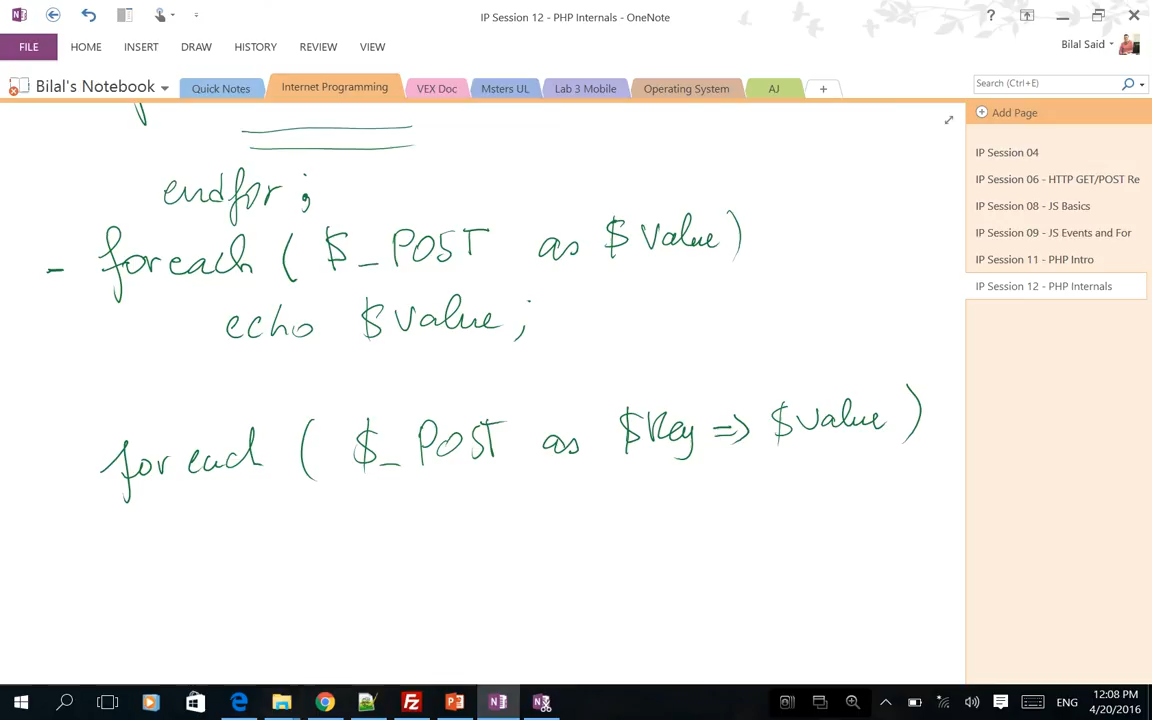 IP Session 12 - PHP Internals - OneNote
?
Bilal Said
FILE HOME INSERT DRAW HISTORY REVIEW VIEW
Bilal's Notebook
Quick Notes
Internet Programming
VEX Doc
Msters UL
Lab 3 Mobile
Operating System
AJ
+
Search (Ctrl+E)
Add Page
IP Session 04
IP Session 06 - HTTP GET/POST Re
IP Session 08 - JS Basics
IP Session 09 - JS Events and For
IP Session 11 - PHP Intro
IP Session 12 - PHP Internals
endfor ;
- foreach ( $_POST as $value)
echo $value ;
foreach ( $_POST as $key => $value )
ENG
12:08 PM
4/20/2016